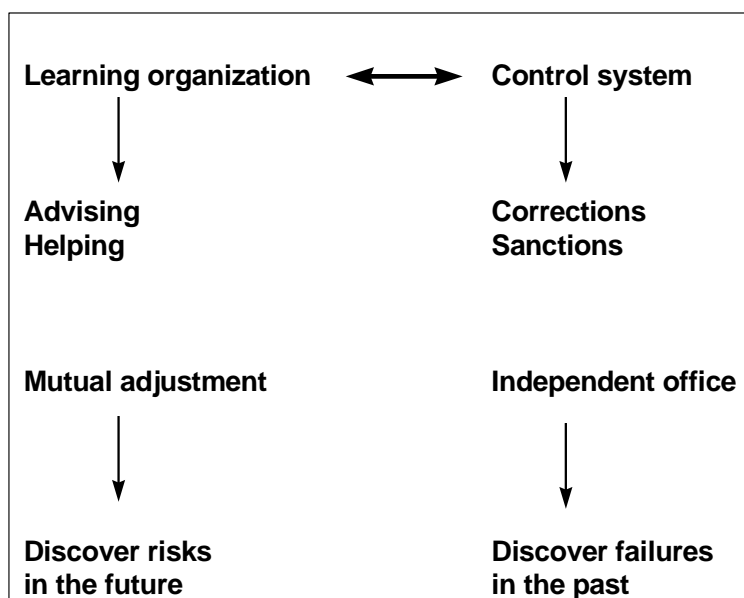 Learning organization
Control system
Advising
Helping
Corrections
Sanctions
Mutual adjustment
Independent office
Discover risks
in the future
Discover failures
in the past